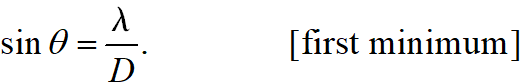 sin θ = λ/D. [first minimum]